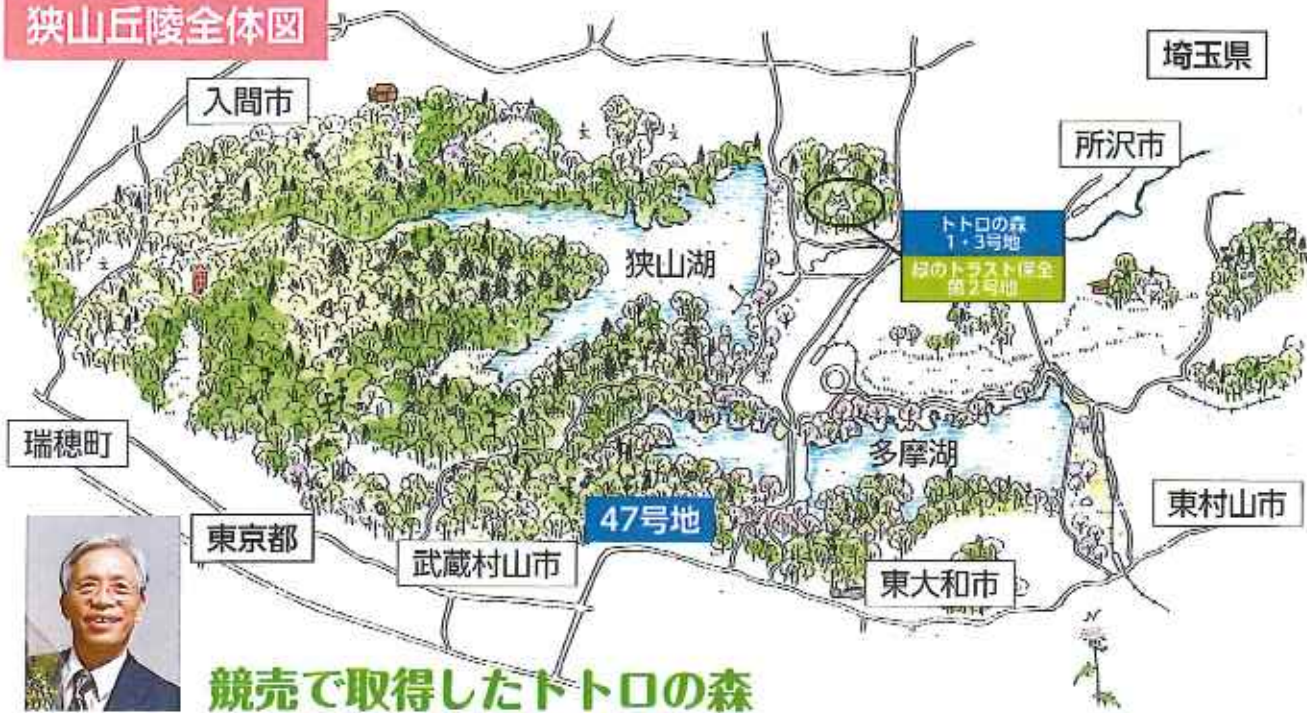 狭山丘陵全体図
埼玉県
入間市
所沢市
トトロの森
1・3号地
緑のトラスト保全
第2号地
狭山湖
多摩湖
瑞穂町
東村山市
47号地
東京都
武蔵村山市
東大和市
N
競売で取得したトトロの森